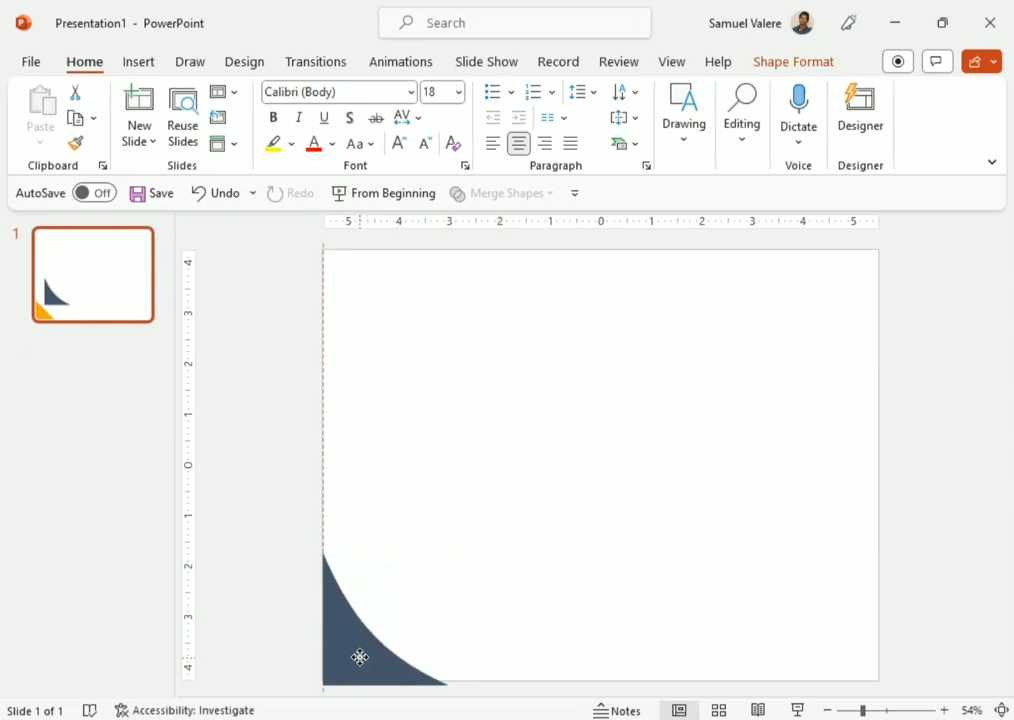 Presentation1 - PowerPoint
Search
Samuel Valere
File Home Insert Draw Design Transitions Animations Slide Show Record Review View Help Shape Format
Paste
New Slide
Reuse Slides
Calibri (Body) 18
B I U S ab AV
A Aa A A A
Drawing
Editing
Dictate
Designer
Clipboard Slides Font Paragraph Voice Designer
AutoSave Off Save Undo Redo From Beginning Merge Shapes
1
5 4 3 2 1 0 1 2 3 4 5
4
3
2
1
0
1
2
3
4
Slide 1 of 1 Accessibility: Investigate Notes 54%